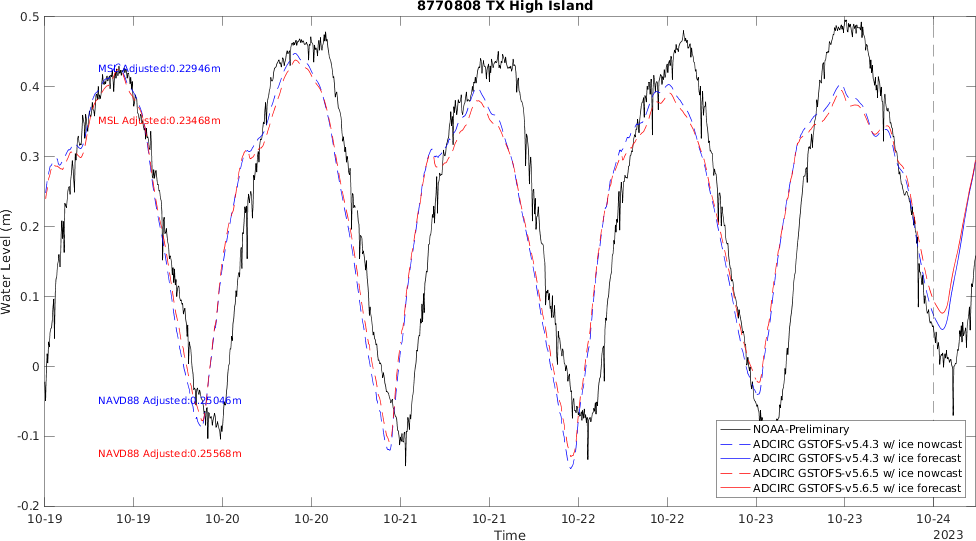 8770808 TX High Island
0.5
0.4
0.3
0.2
0.1
0
-0.1
-0.2
Water Level (m)
MSL Adjusted:0.22946m
MSL Adjusted:0.23468m
NAVD88 Adjusted:0.25046m
NAVD88 Adjusted:0.25568m
NOAA-Preliminary
ADCIRC GSTOFS-v5.4.3 w/ ice nowcast
ADCIRC GSTOFS-v5.4.3 w/ ice forecast
ADCIRC GSTOFS-v5.6.5 w/ ice nowcast
ADCIRC GSTOFS-v5.6.5 w/ ice forecast
10-19 10-19 10-20 10-20 10-21 10-21 10-22 10-22 10-23 10-23 10-24
Time
2023